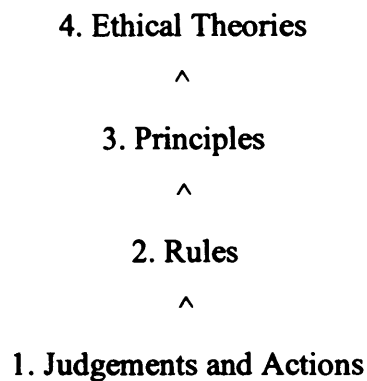 4. Ethical Theories
^
3. Principles
^
2. Rules
^
1. Judgements and Actions